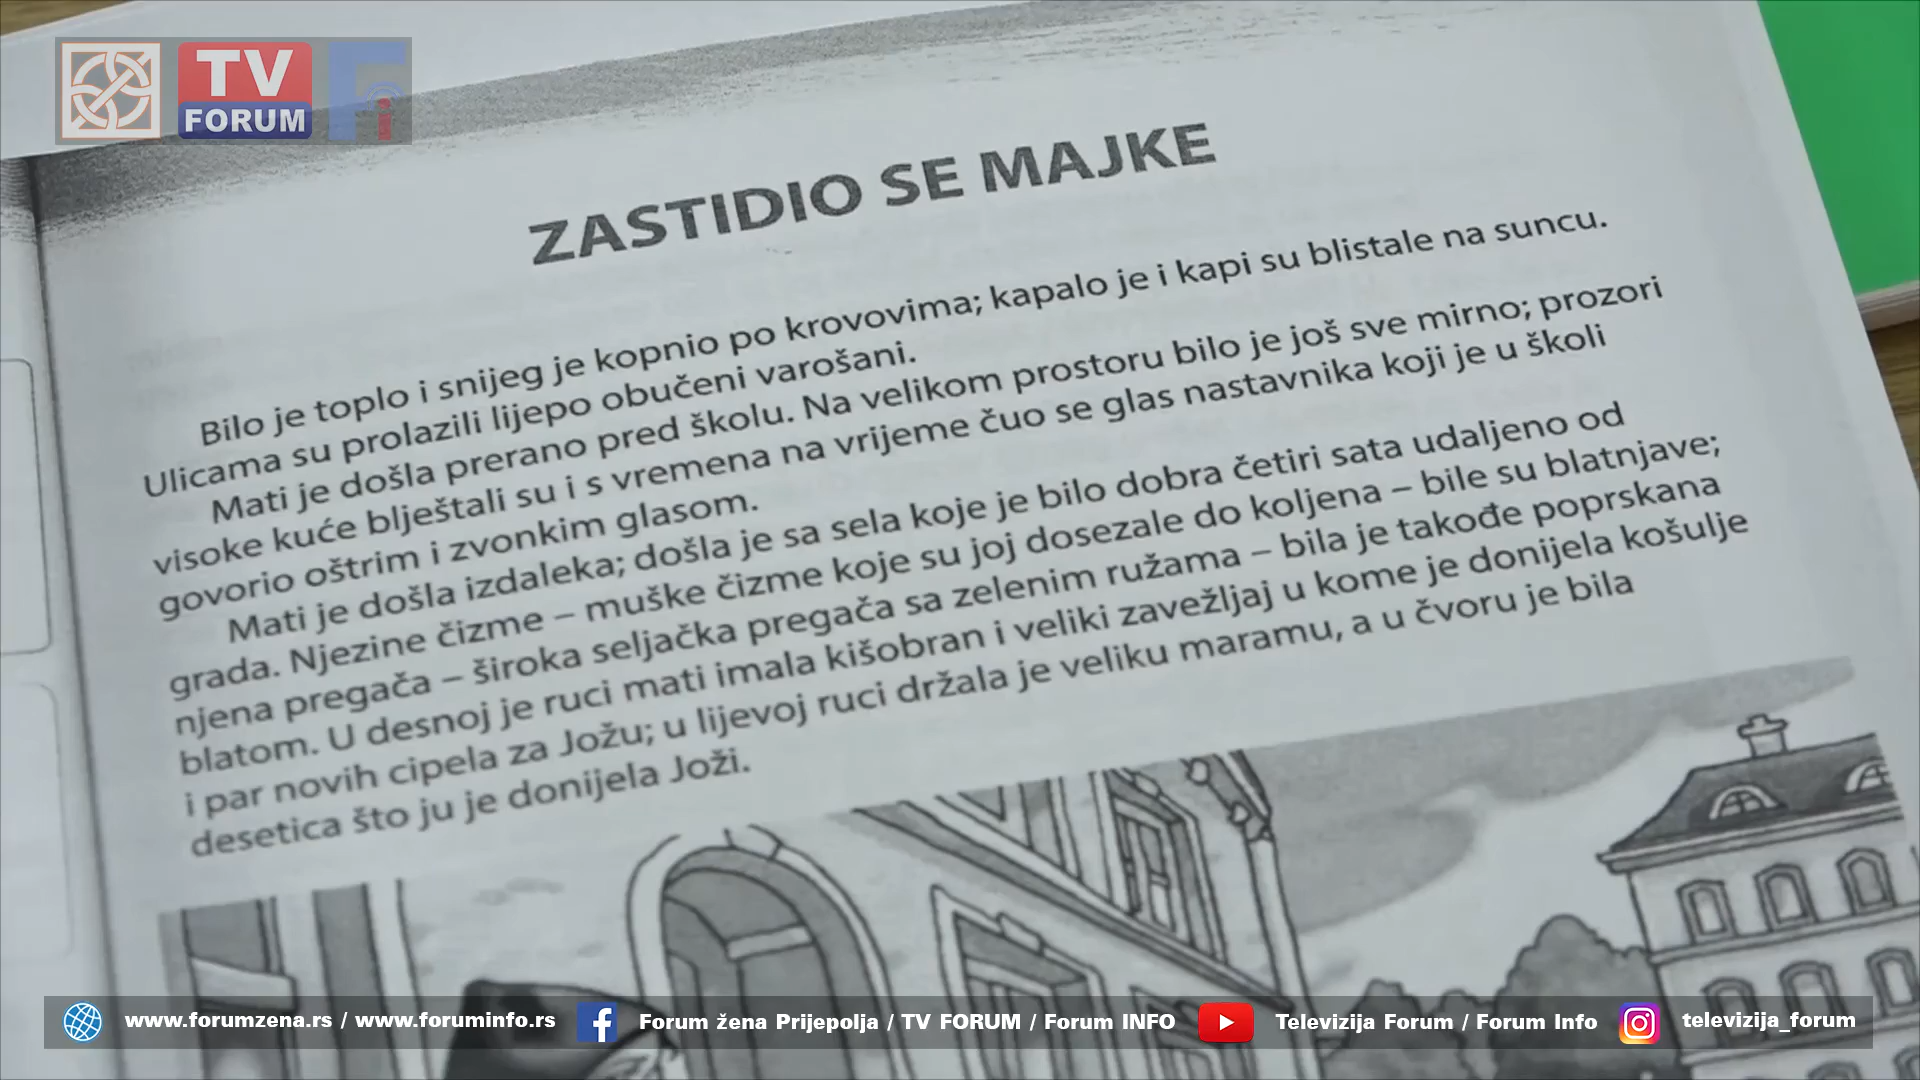 TV
FORUM
ZASTIDIO SE MAJKE
Bilo je toplo i snijeg je kopnio po krovovima; kapalo je i kapi su blistale na suncu.
Ulicama su prolazili lijepo obučeni varošani.
Mati je došla prerano pred školu. Na velikom prostoru bilo je još sve mirno; prozori
visoke kuće blještali su i s vremena na vrijeme čuo se glas nastavnika koji je u školi
govorio oštrim i zvonkim glasom.
Mati je došla izdaleka; došla je sa sela koje je bilo dobra četiri sata udaljeno od
grada. Njezine čizme – muške čizme koje su joj dosezale do koljena – bile su blatnjave;
njena pregača – široka seljačka pregača sa zelenim ružama – bila je takođe poprskana
blatom. U desnoj je ruci mati imala kišobran i veliki zavežljaj u kome je donijela košulje
i par novih cipela za Jožu; u lijevoj ruci držala je veliku maramu, a u čvoru je bila
desetica što ju je donijela Joži.
www.forumzena.rs / www.foruminfo.rs
Forum žena Prijepolja / TV FORUM / Forum INFO
Televizija Forum / Forum Info
televizija_forum